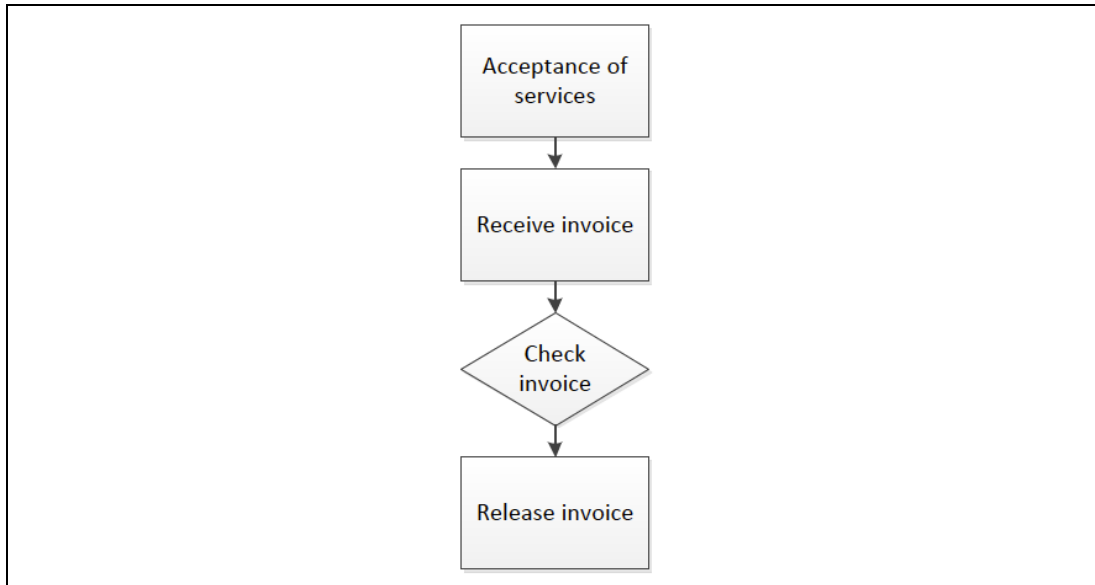 Acceptance of
services
Receive invoice
Check
invoice
Release invoice